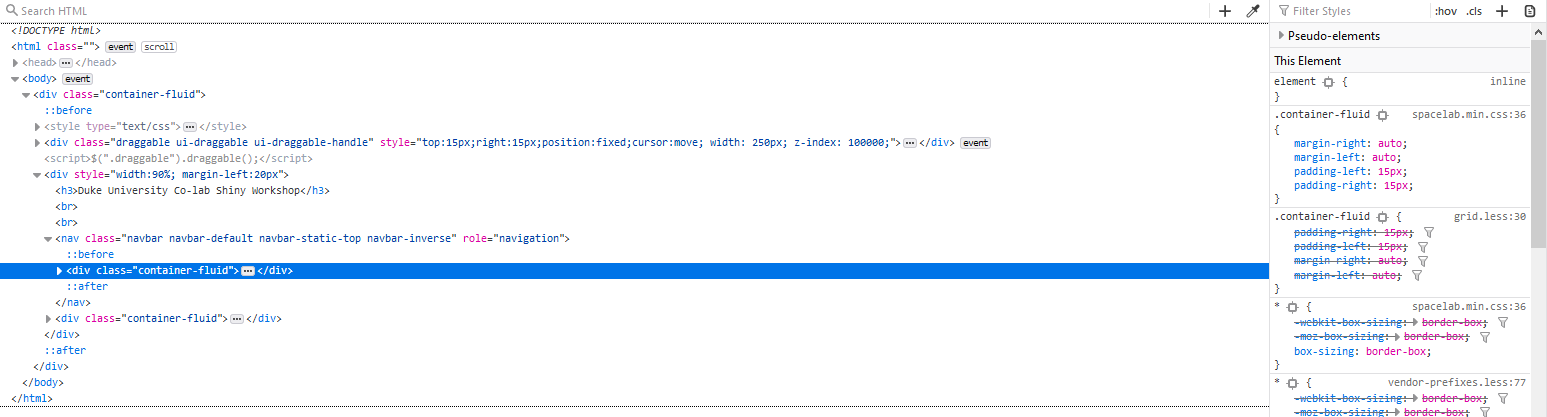 Search HTML
<!DOCTYPE html>
<html class=""> event scroll
<head> ... </head>
<body> event
<div class="container-fluid">
::before
<style type="text/css"> ... </style>
<div class="draggable ui-draggable ui-draggable-handle" style="top:15px;right:15px;position:fixed;cursor:move; width: 250px; z-index: 100000;"> ... </div> event
<script>$(".draggable").draggable();</script>
<div style="width:90%; margin-left:20px">
<h3>Duke University Co-lab Shiny Workshop</h3>
<br>
<br>
<nav class="navbar navbar-default navbar-static-top navbar-inverse" role="navigation">
::before
<div class="container-fluid"> ... </div>
::after
</nav>
<div class="container-fluid"> ... </div>
</div>
::after
</div>
</body>
</html>
Filter Styles :hov .cls
Pseudo-elements
This Element
element { inline
}
.container-fluid spacelab.min.css:36
{
margin-right: auto;
margin-left: auto;
padding-left: 15px;
padding-right: 15px;
}
.container-fluid { grid.less:30
padding-right: 15px;
padding-left: 15px;
margin-right: auto;
margin-left: auto;
}
* { spacelab.min.css:36
-webkit-box-sizing: border-box;
-moz-box-sizing: border-box;
box-sizing: border-box;
}
* { vendor-prefixes.less:77
-webkit-box-sizing: border-box;
-moz-box-sizing: border-box;